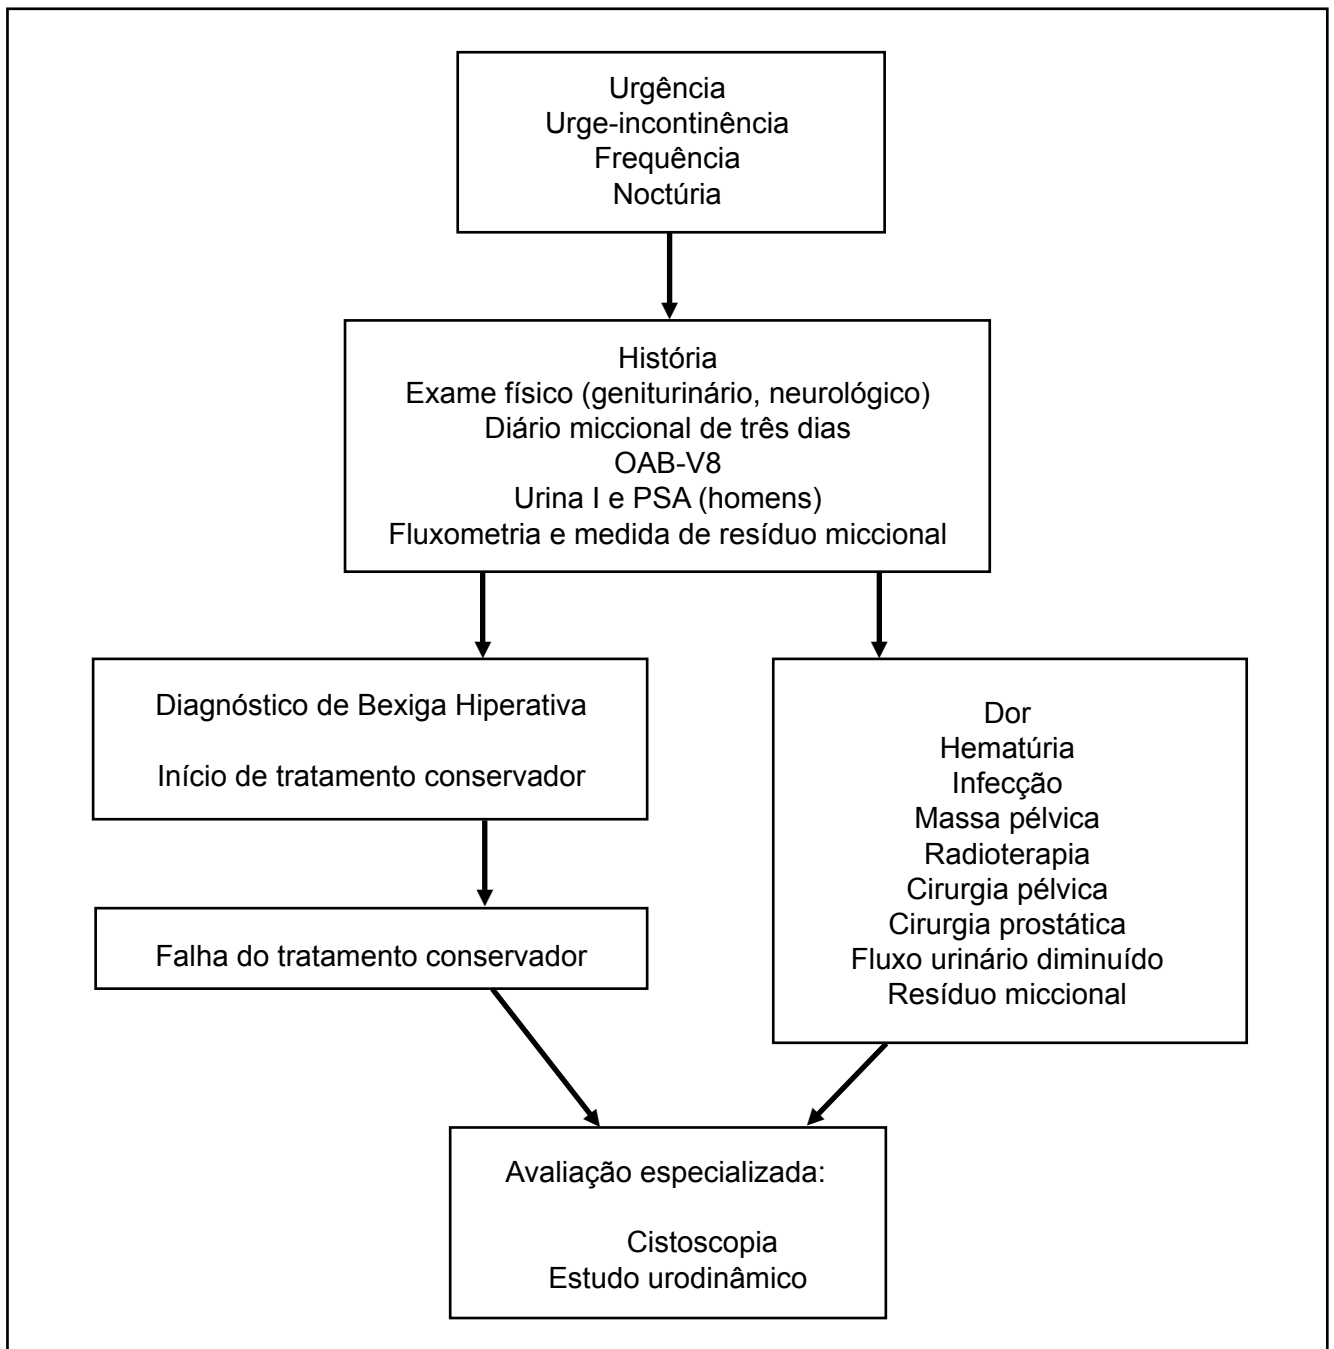 Urgência
Urge-incontinência
Frequência
Noctúria
História
Exame físico (geniturinário, neurológico)
Diário miccional de três dias
OAB-V8
Urina I e PSA (homens)
Fluxometria e medida de resíduo miccional
Diagnóstico de Bexiga Hiperativa
Início de tratamento conservador
Falha do tratamento conservador
Dor
Hematúria
Infecção
Massa pélvica
Radioterapia
Cirurgia pélvica
Cirurgia prostática
Fluxo urinário diminuído
Resíduo miccional
Avaliação especializada:
Cistoscopia
Estudo urodinâmico